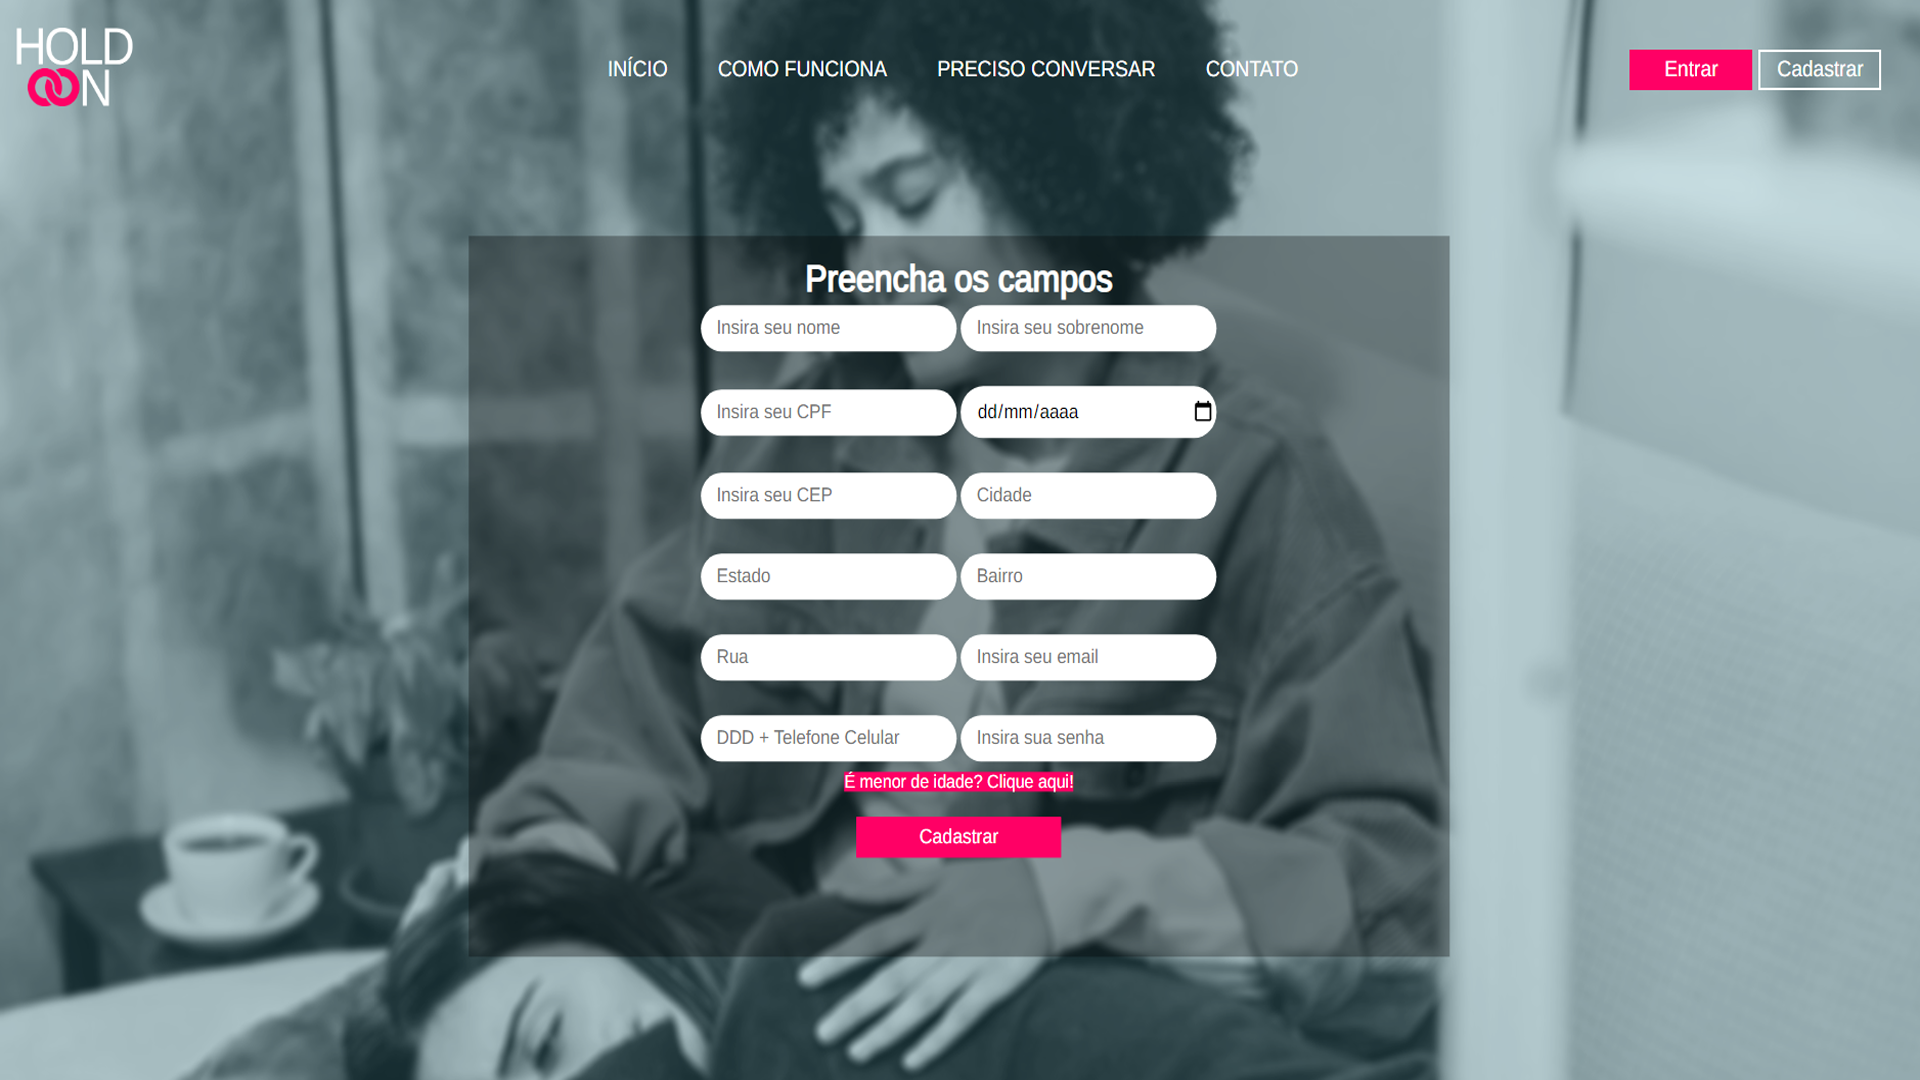 HOLD
ON
INÍCIO COMO FUNCIONA PRECISO CONVERSAR CONTATO
Entrar Cadastrar
Preencha os campos
Insira seu nome Insira seu sobrenome
Insira seu CPF dd/mm/aaaa
Insira seu CEP Cidade
Estado Bairro
Rua Insira seu email
DDD + Telefone Celular Insira sua senha
É menor de idade? Clique aqui!
Cadastrar